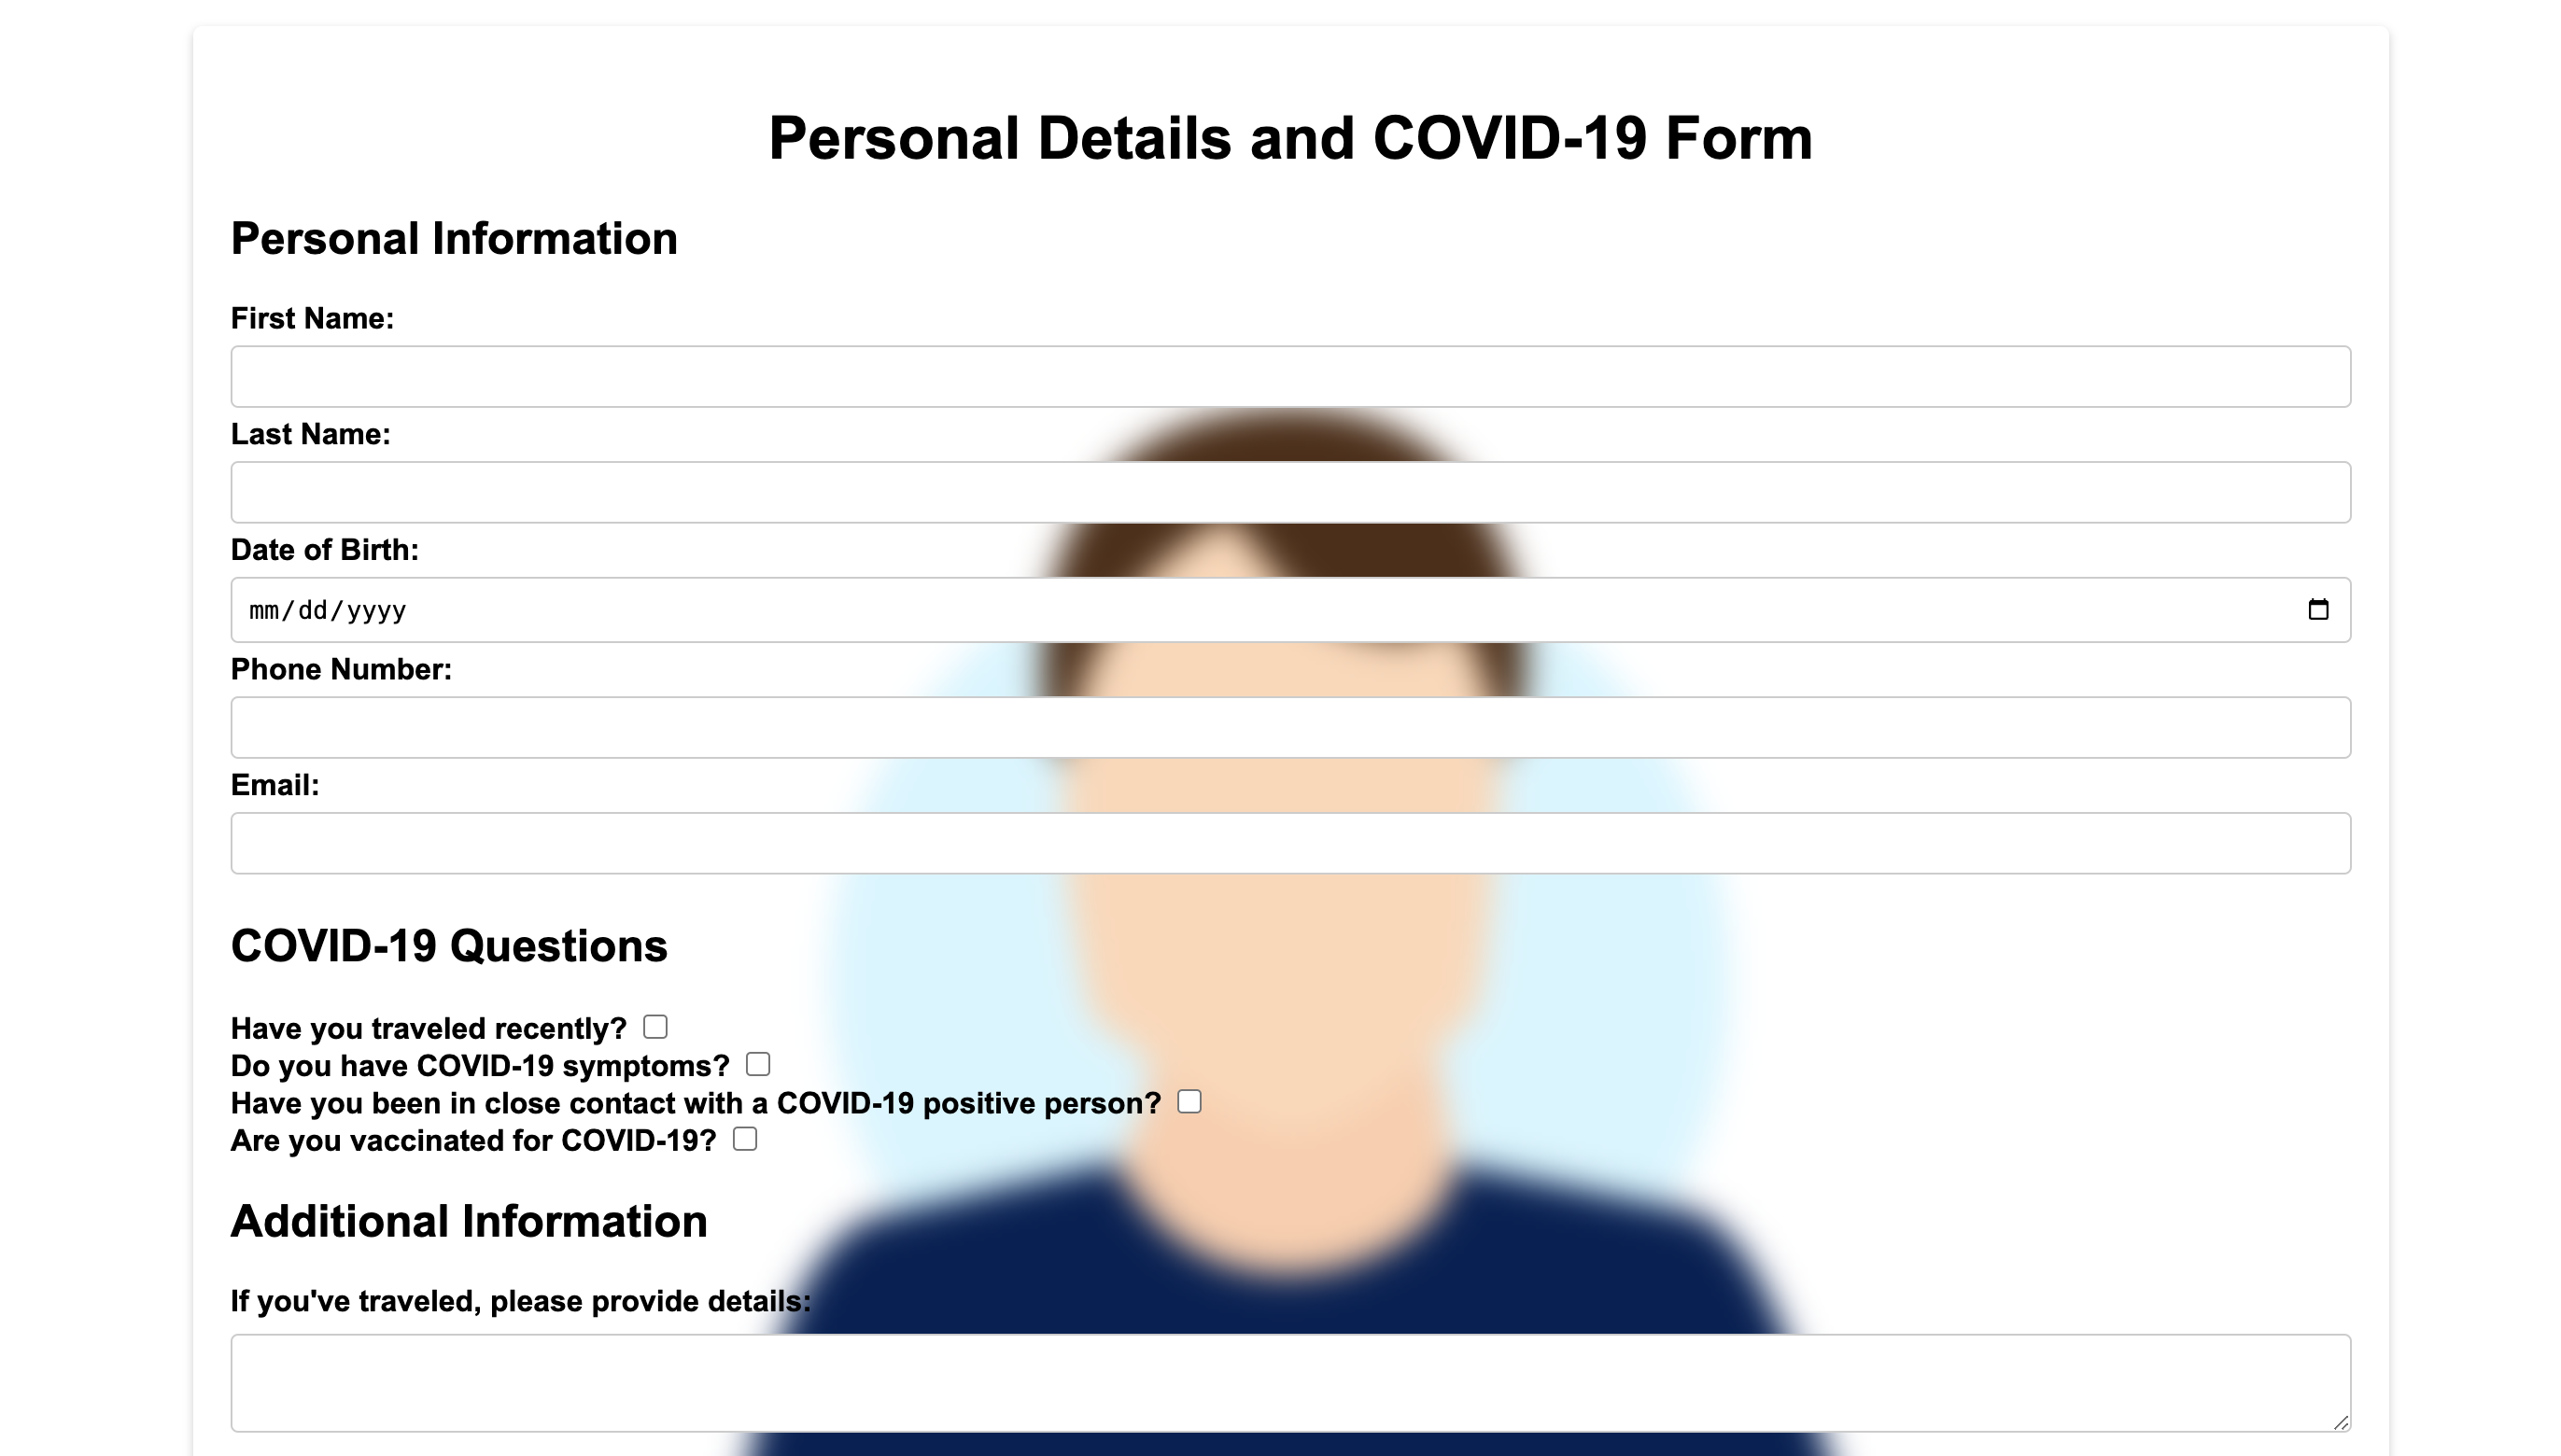 Personal Details and COVID-19 Form
Personal Information
First Name:
Last Name:
Date of Birth:
mm/dd/yyyy
Phone Number:
Email:
COVID-19 Questions
Have you traveled recently?
Do you have COVID-19 symptoms?
Have you been in close contact with a COVID-19 positive person?
Are you vaccinated for COVID-19?
Additional Information
If you've traveled, please provide details: